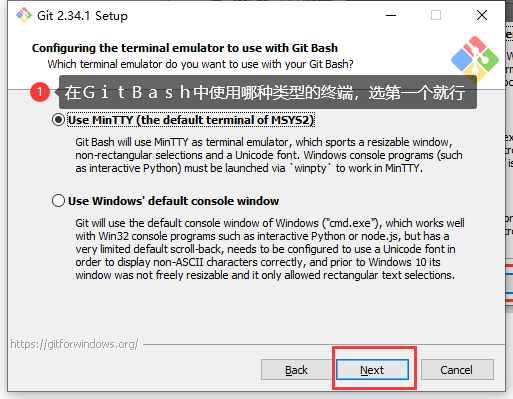 Git 2.34.1 Setup
Configuring the terminal emulator to use with Git Bash
Which terminal emulator do you want to use with your Git Bash?
1 在ＧｉｔＢａｓｈ中使用哪种类型的终端，选第一个就行
Use MinTTY (the default terminal of MSYS2)
Git Bash will use MinTTY as terminal emulator, which sports a resizable window,
non-rectangular selections and a Unicode font. Windows console programs (such
as interactive Python) must be launched via `winpty` to work in MinTTY.
Use Windows' default console window
Git will use the default console window of Windows ("cmd.exe"), which works well
with Win32 console programs such as interactive Python or node.js, but has a
very limited default scroll-back, needs to be configured to use a Unicode font in
order to display non-ASCII characters correctly, and prior to Windows 10 its
window was not freely resizable and it only allowed rectangular text selections.
https://gitforwindows.org/
Back Next Cancel